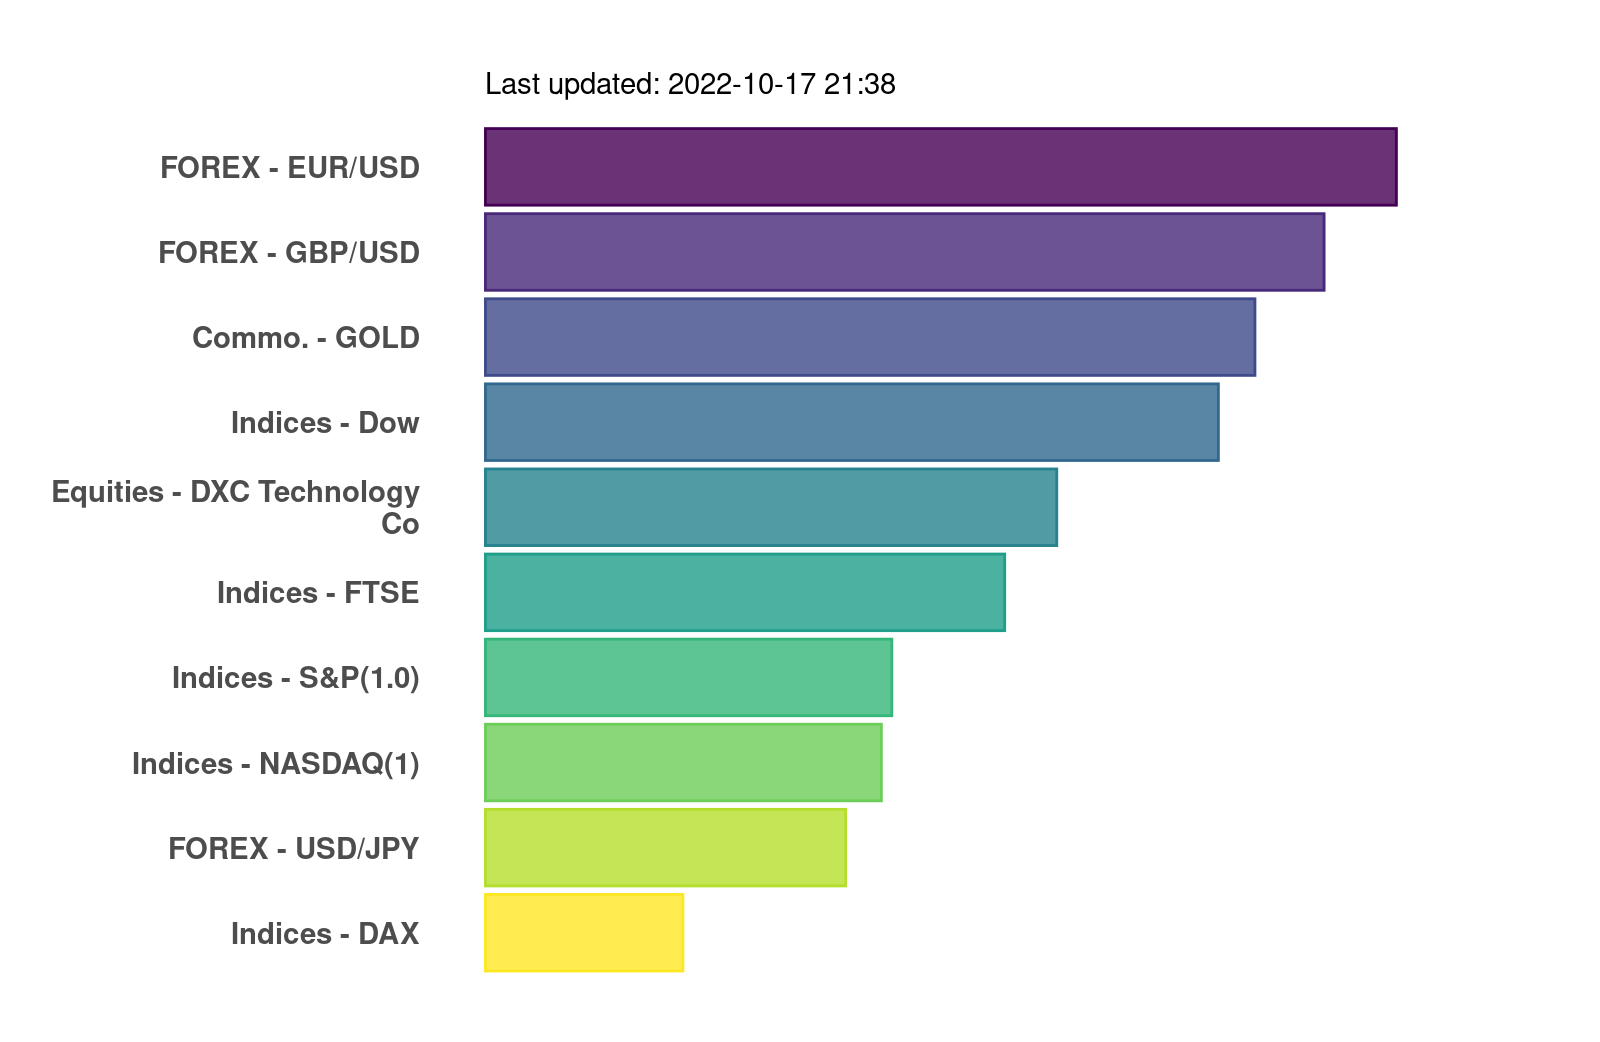 Last updated: 2022-10-17 21:38
FOREX - EUR/USD
FOREX - GBP/USD
Commo. - GOLD
Indices - Dow
Equities - DXC Technology
Co
Indices - FTSE
Indices - S&P(1.0)
Indices - NASDAQ(1)
FOREX - USD/JPY
Indices - DAX